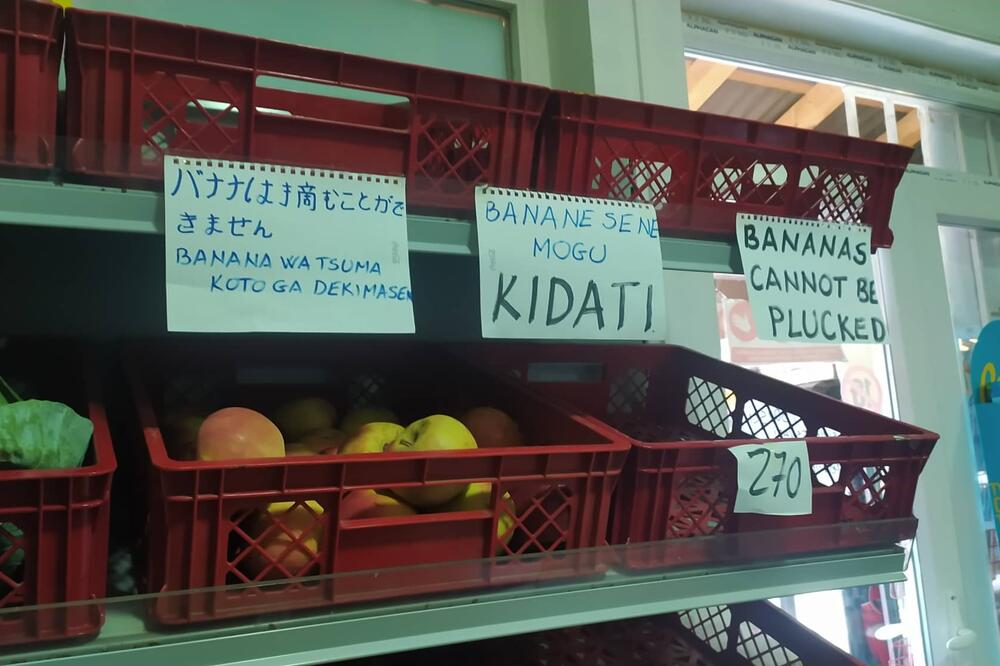 バナナは摘むことがで
きません
BANANA WA TSUMA
KOTO GA DEKIMASEN
BANANE SE NE
MOGU
KIDATI
BANANAS
CANNOT BE
PLUCKED
270